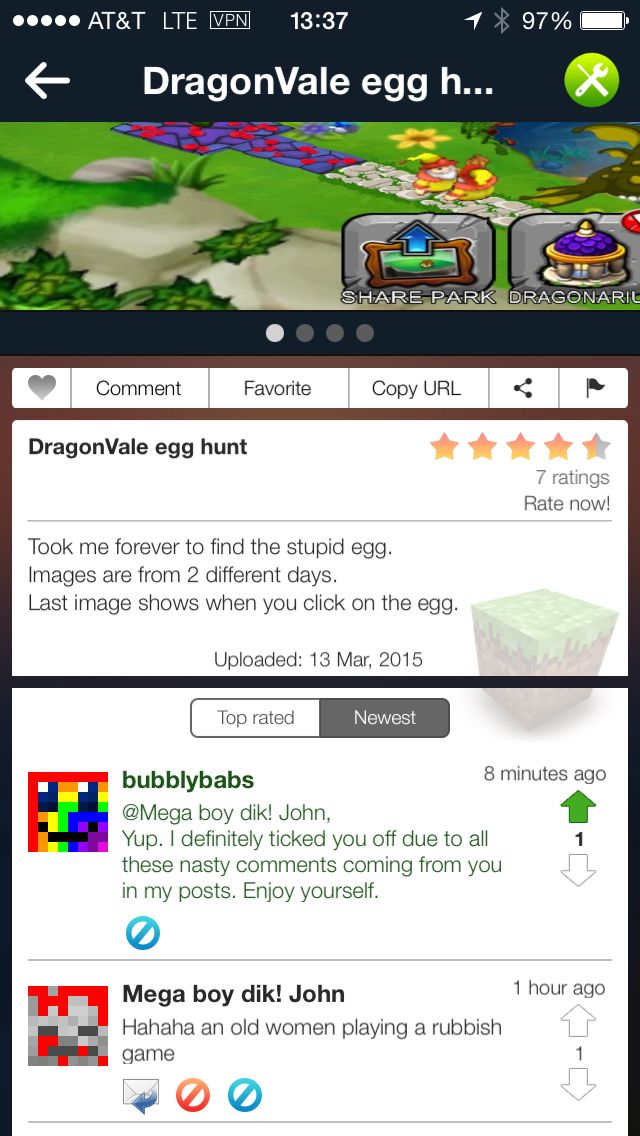 AT&T LTE VPN 13:37 97%
DragonVale egg h...
SHARE PARK DRAGONARIU
Comment Favorite Copy URL
DragonVale egg hunt
7 ratings
Rate now!
Took me forever to find the stupid egg.
Images are from 2 different days.
Last image shows when you click on the egg.
Uploaded: 13 Mar, 2015
Top rated Newest
bubblybabs 8 minutes ago
@Mega boy dik! John,
Yup. I definitely ticked you off due to all
these nasty comments coming from you
in my posts. Enjoy yourself.
1
Mega boy dik! John 1 hour ago
Hahaha an old women playing a rubbish
game
1